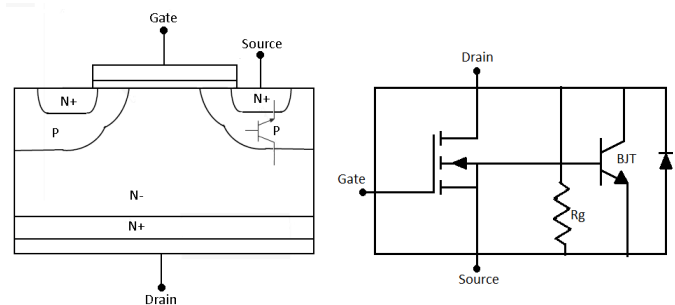 Gate
Source
N+
N+
P
P
N-
N+
Drain
Drain
Gate
BJT
Rg
Source